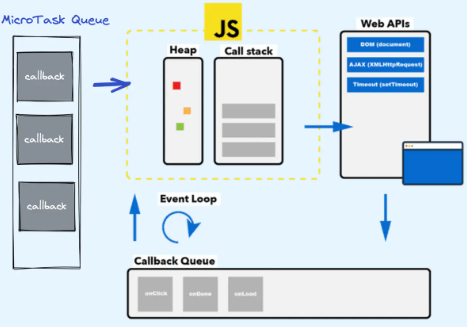 MicroTask Queue
callback
callback
callback
JS
Heap
Call stack
Web APIs
DOM (document)
AJAX (XMLHttpRequest)
Timeout (setTimeout)
Event Loop
Callback Queue
onClick
onDone
onLoad